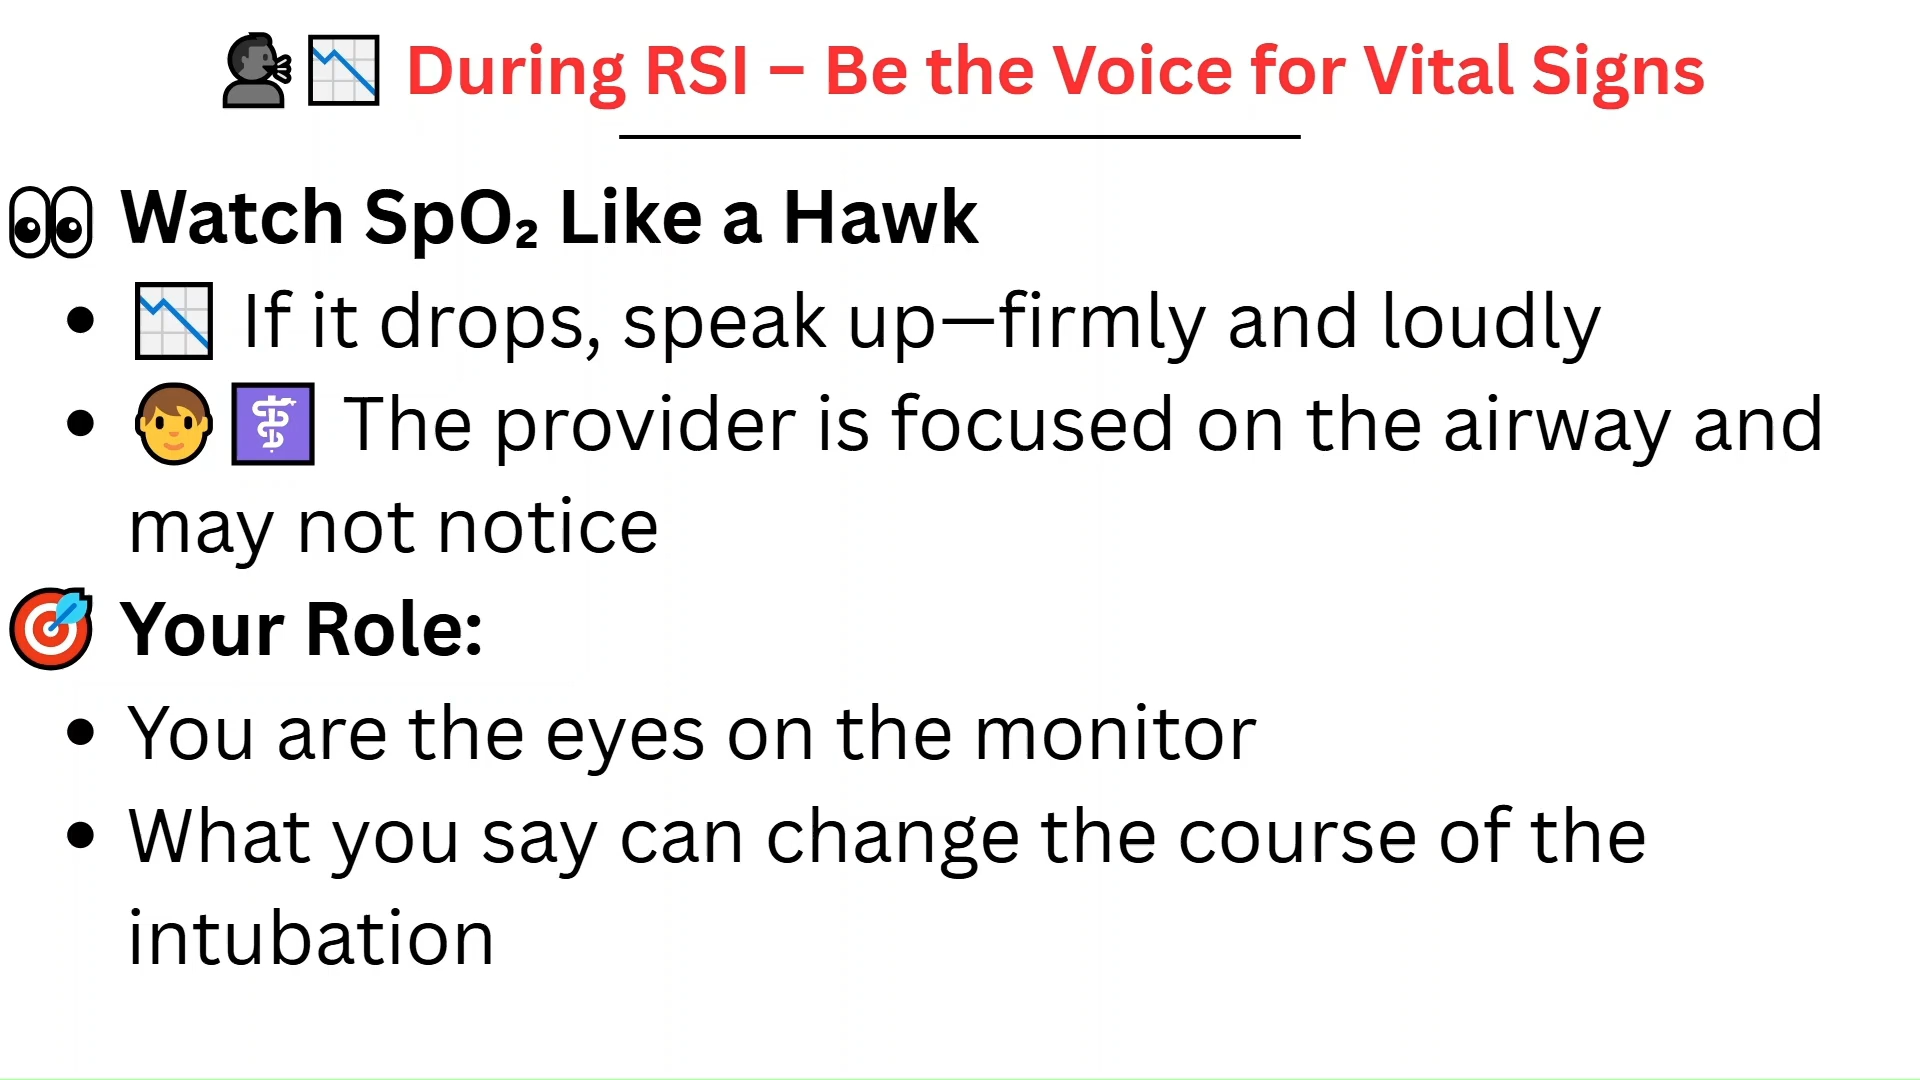 During RSI – Be the Voice for Vital Signs
Watch SpO₂ Like a Hawk
• If it drops, speak up—firmly and loudly
• The provider is focused on the airway and
may not notice
Your Role:
• You are the eyes on the monitor
• What you say can change the course of the
intubation